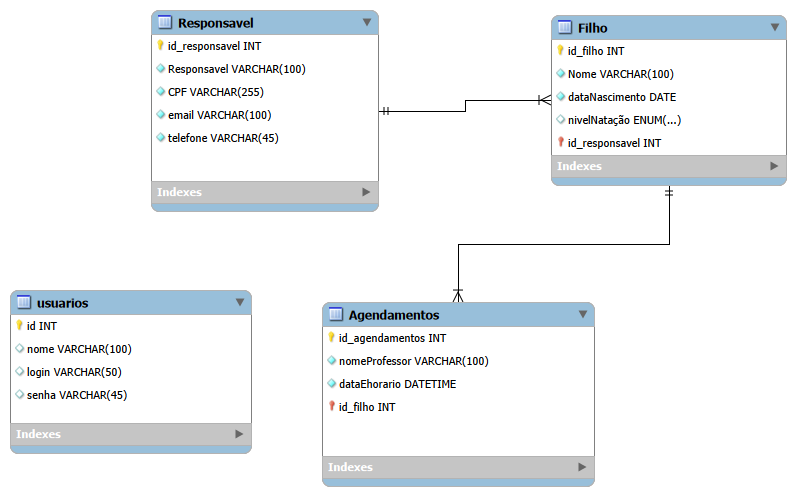 Responsavel
id_responsavel INT
Responsavel VARCHAR(100)
CPF VARCHAR(255)
email VARCHAR(100)
telefone VARCHAR(45)
Indexes
Filho
id_filho INT
Nome VARCHAR(100)
dataNascimento DATE
nivelNatação ENUM(...)
id_responsavel INT
Indexes
usuarios
id INT
nome VARCHAR(100)
login VARCHAR(50)
senha VARCHAR(45)
Indexes
Agendamentos
id_agendamentos INT
nomeProfessor VARCHAR(100)
dataEhorario DATETIME
id_filho INT
Indexes